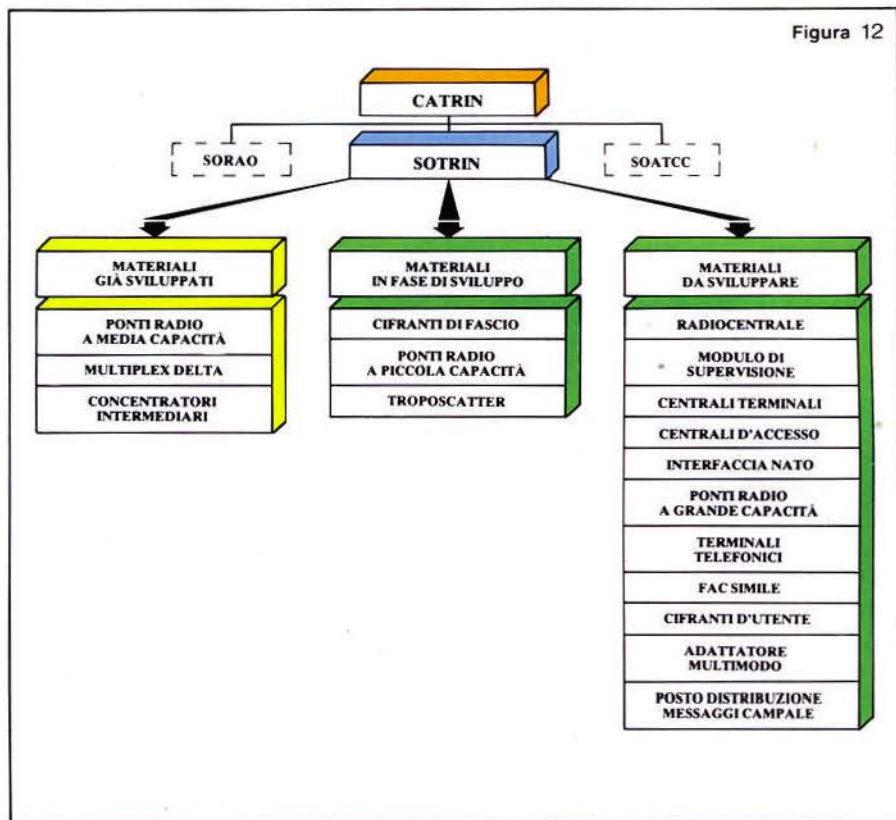 Figura 12
CATRIN
SORAO
SOTRIN
SOATCC
MATERIALI
GIÀ SVILUPPATI
PONTI RADIO
A MEDIA CAPACITÀ
MULTIPLEX DELTA
CONCENTRATORI
INTERMEDIARI
MATERIALI
IN FASE DI SVILUPPO
CIFRANTI DI FASCIO
PONTI RADIO
A PICCOLA CAPACITÀ
TROPOSCATTER
MATERIALI
DA SVILUPPARE
RADIOCENTRALE
MODULO DI
SUPERVISIONE
CENTRALI TERMINALI
CENTRALI D'ACCESSO
INTERFACCIA NATO
PONTI RADIO
A GRANDE CAPACITÀ
TERMINALI
TELEFONICI
FAC SIMILE
CIFRANTI D'UTENTE
ADATTATORE
MULTIMODO
POSTO DISTRIBUZIONE
MESSAGGI CAMPALE